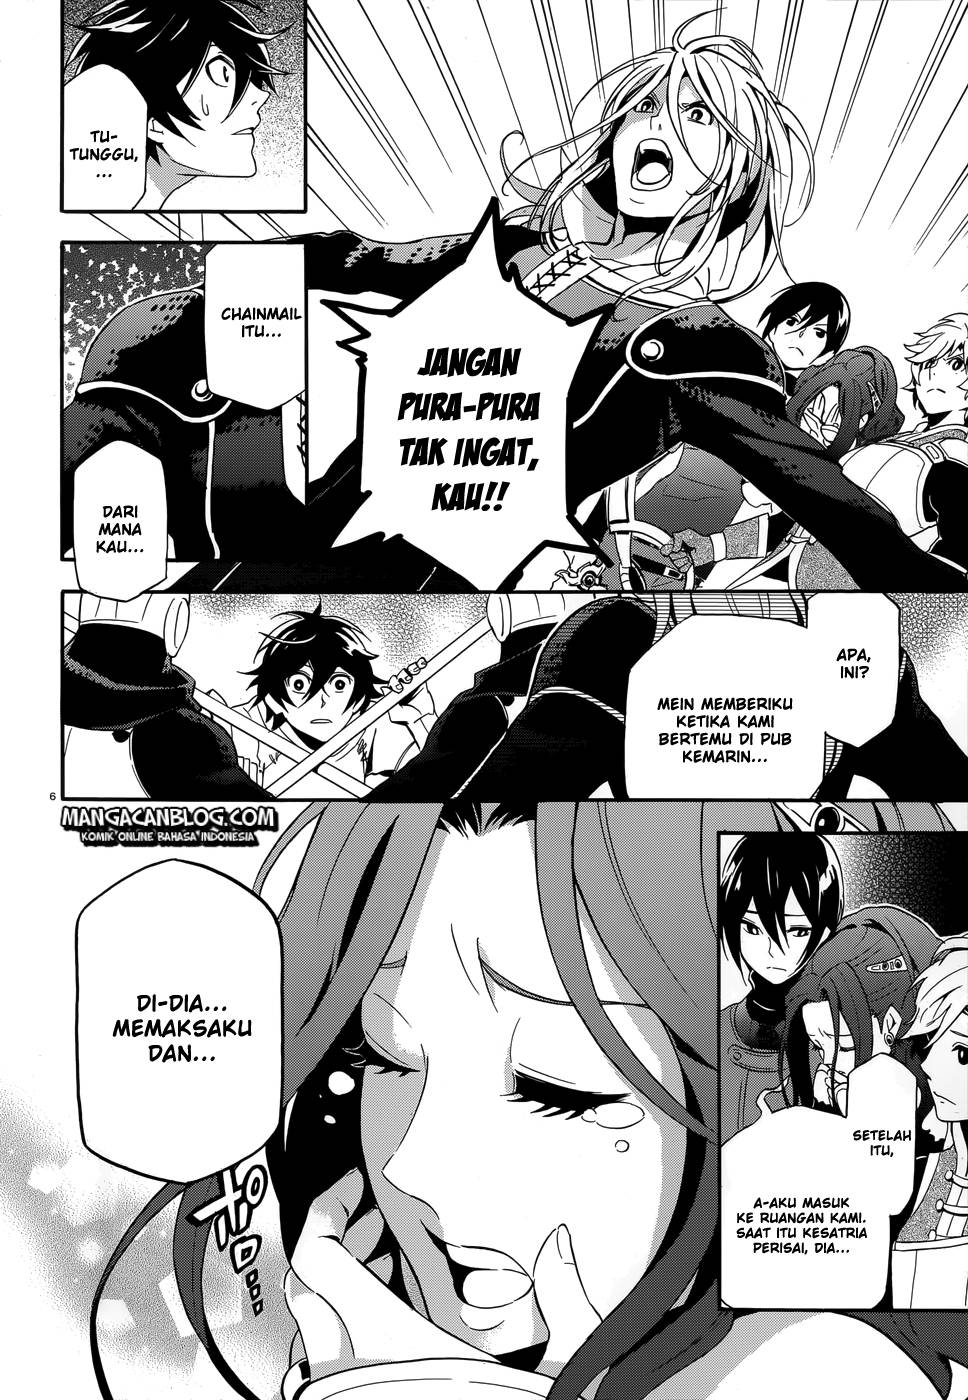 TU-
TUNGGU,
...
JANGAN
PURA-PURA
TAK INGAT,
KAU!!
CHAINMAIL
ITU...
DARI
MANA
KAU...
APA,
INI?
MEIN MEMBERIKU
KETIKA KAMI
BERTEMU DI PUB
KEMARIN...
6
MANGACANBLOG.COM
KOMIK ONLINE BAHASA INDONESIA
SETELAH
ITU,
A-AKU MASUK
KE RUANGAN KAMI.
SAAT ITU KESATRIA
PERISAI, DIA...
DI-DIA...
MEMAKSAKU
DAN...
ポロ...